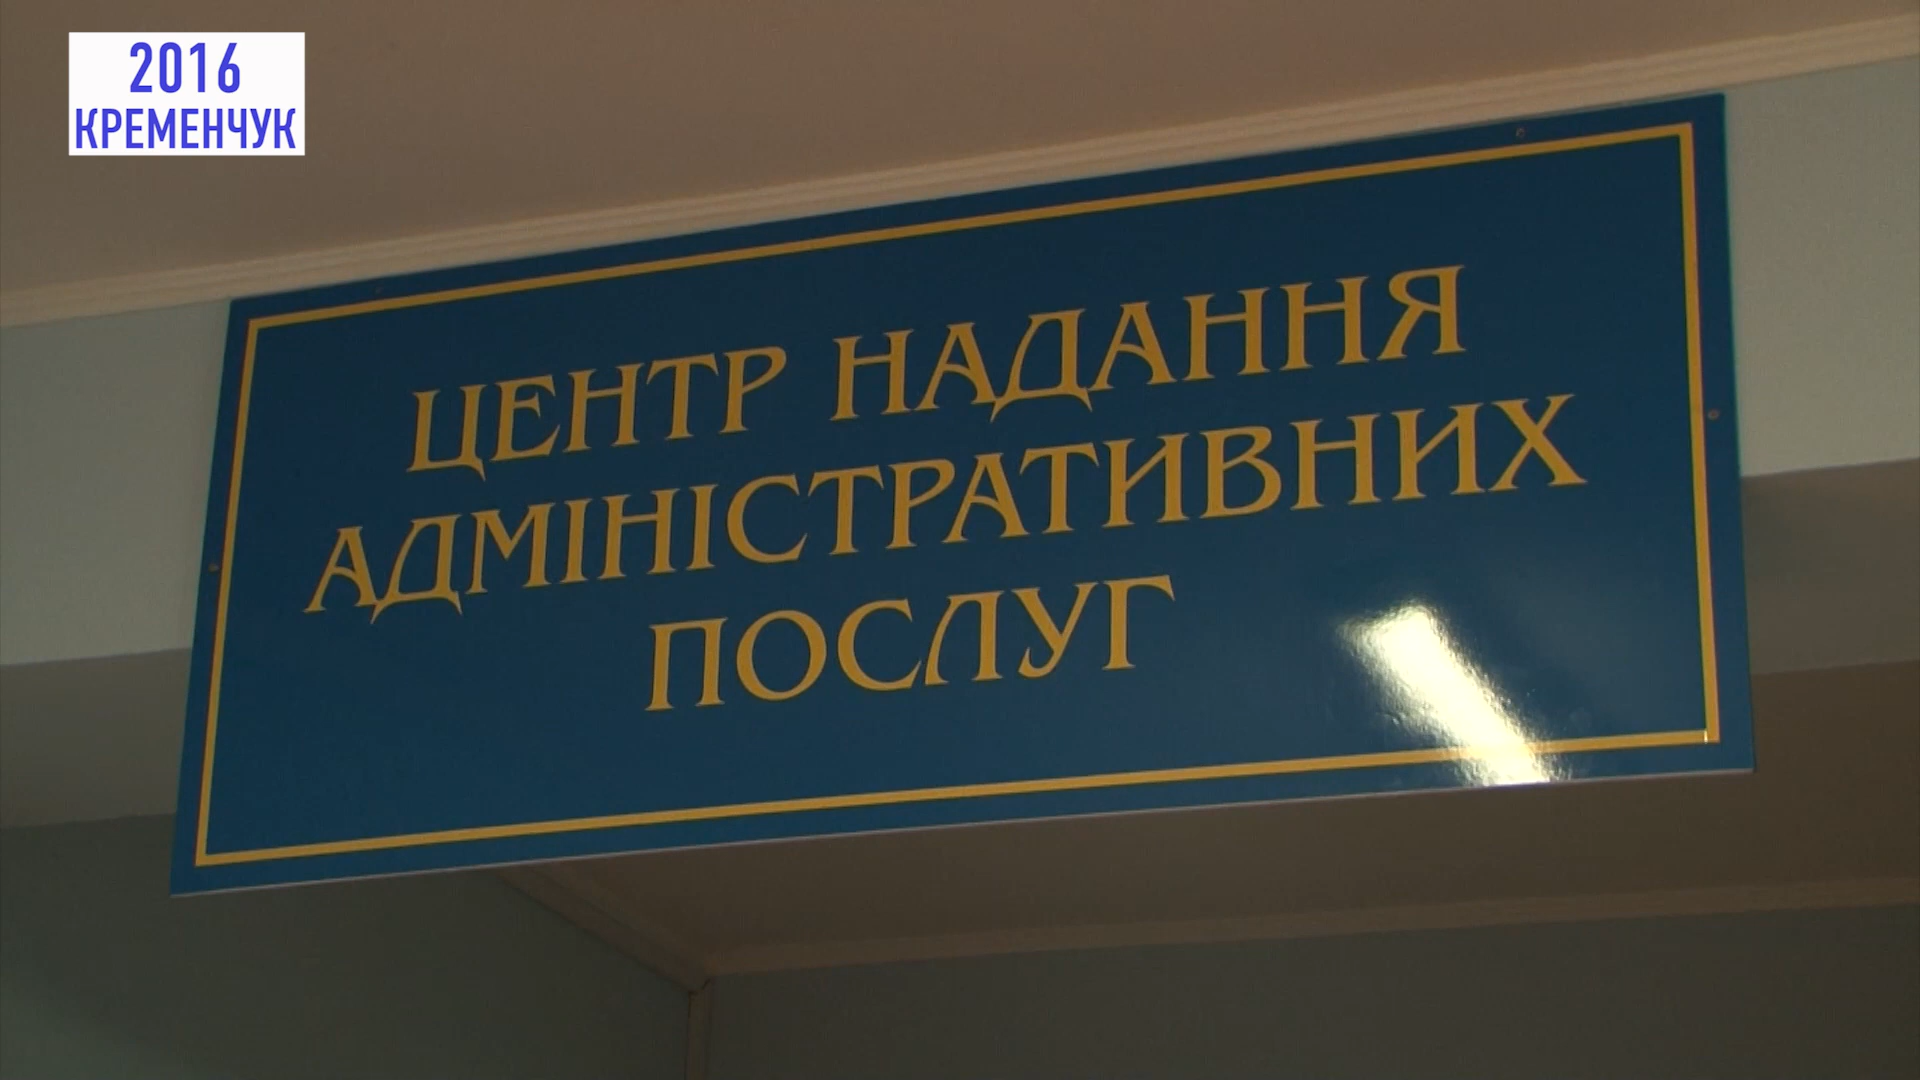 2016
КРЕМЕНЧУК
ЦЕНТР НАДАННЯ
АДМІНІСТРАТИВНИХ
ПОСЛУГ